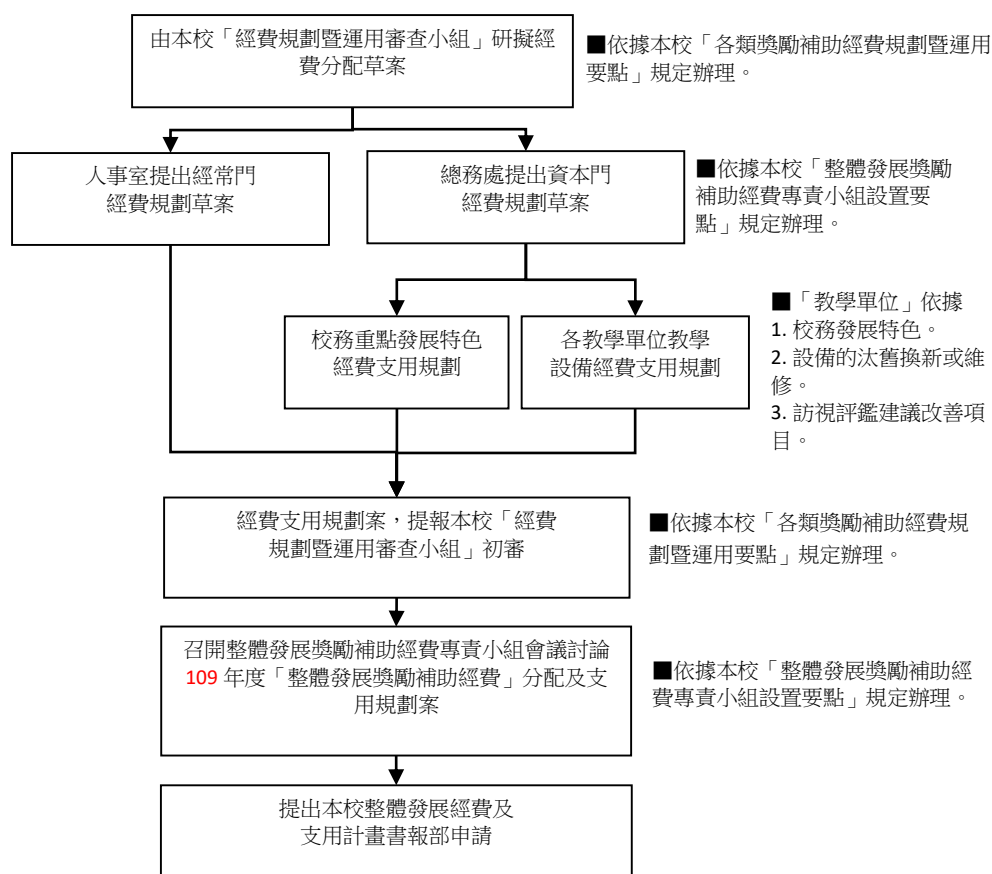 由本校「經費規劃暨運用審查小組」研擬經
費分配草案
■依據本校「各類獎勵補助經費規劃暨運用
要點」規定辦理。
人事室提出經常門
經費規劃草案
總務處提出資本門
經費規劃草案
■依據本校「整體發展獎勵
補助經費專責小組設置要
點」規定辦理。
校務重點發展特色
經費支用規劃
各教學單位教學
設備經費支用規劃
■「教學單位」依據
1. 校務發展特色。
2. 設備的汰舊換新或維
修。
3. 訪視評鑑建議改善項
目。
經費支用規劃案，提報本校「經費
規劃暨運用審查小組」初審
■依據本校「各類獎勵補助經費規
劃暨運用要點」規定辦理。
召開整體發展獎勵補助經費專責小組會議討論
109 年度「整體發展獎勵補助經費」分配及支
用規劃案
■依據本校「整體發展獎勵補助經
費專責小組設置要點」規定辦理。
提出本校整體發展經費及
支用計畫書報部申請